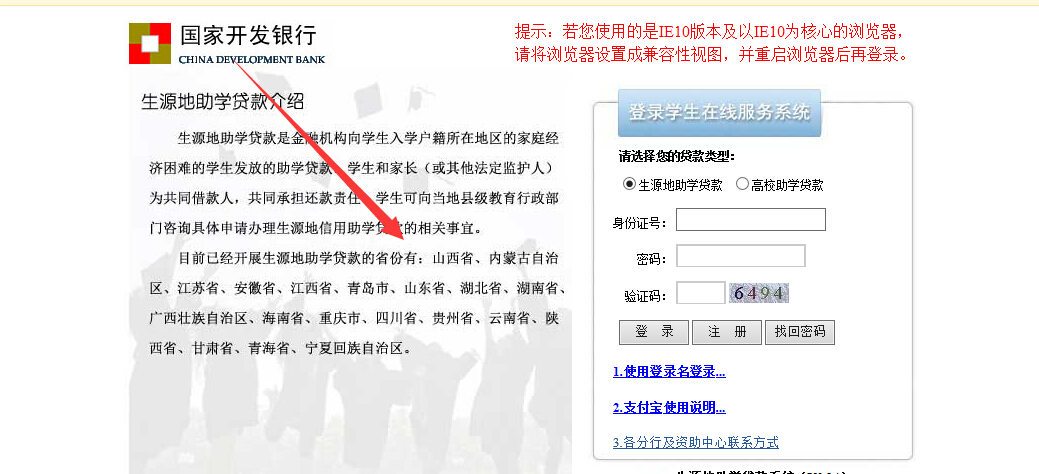 国家开发银行
CHINA DEVELOPMENT BANK
提示：若您使用的是IE10版本及以IE10为核心的浏览器，
请将浏览器设置成兼容性视图，并重启浏览器后再登录。
生源地助学贷款介绍
生源地助学贷款是金融机构向学生入学户籍所在地区的家庭经
济困难的学生发放的助学贷款，学生和家长（或其他法定监护人）
为共同借款人，共同承担还款责任。学生可向当地县级教育行政部
门咨询具体申请办理生源地信用助学贷款的相关事宜。
目前已经开展生源地助学贷款的省份有：山西省、内蒙古自治
区、江苏省、安徽省、江西省、青岛市、山东省、湖北省、湖南省、
广西壮族自治区、海南省、重庆市、四川省、贵州省、云南省、陕
西省、甘肃省、青海省、宁夏回族自治区。
登录学生在线服务系统
请选择您的贷款类型：
生源地助学贷款 高校助学贷款
身份证号：
密码：
验证码： 6494
登 录 注 册 找回密码
1.使用登录名登录...
2.支付宝使用说明...
3.各分行及资助中心联系方式